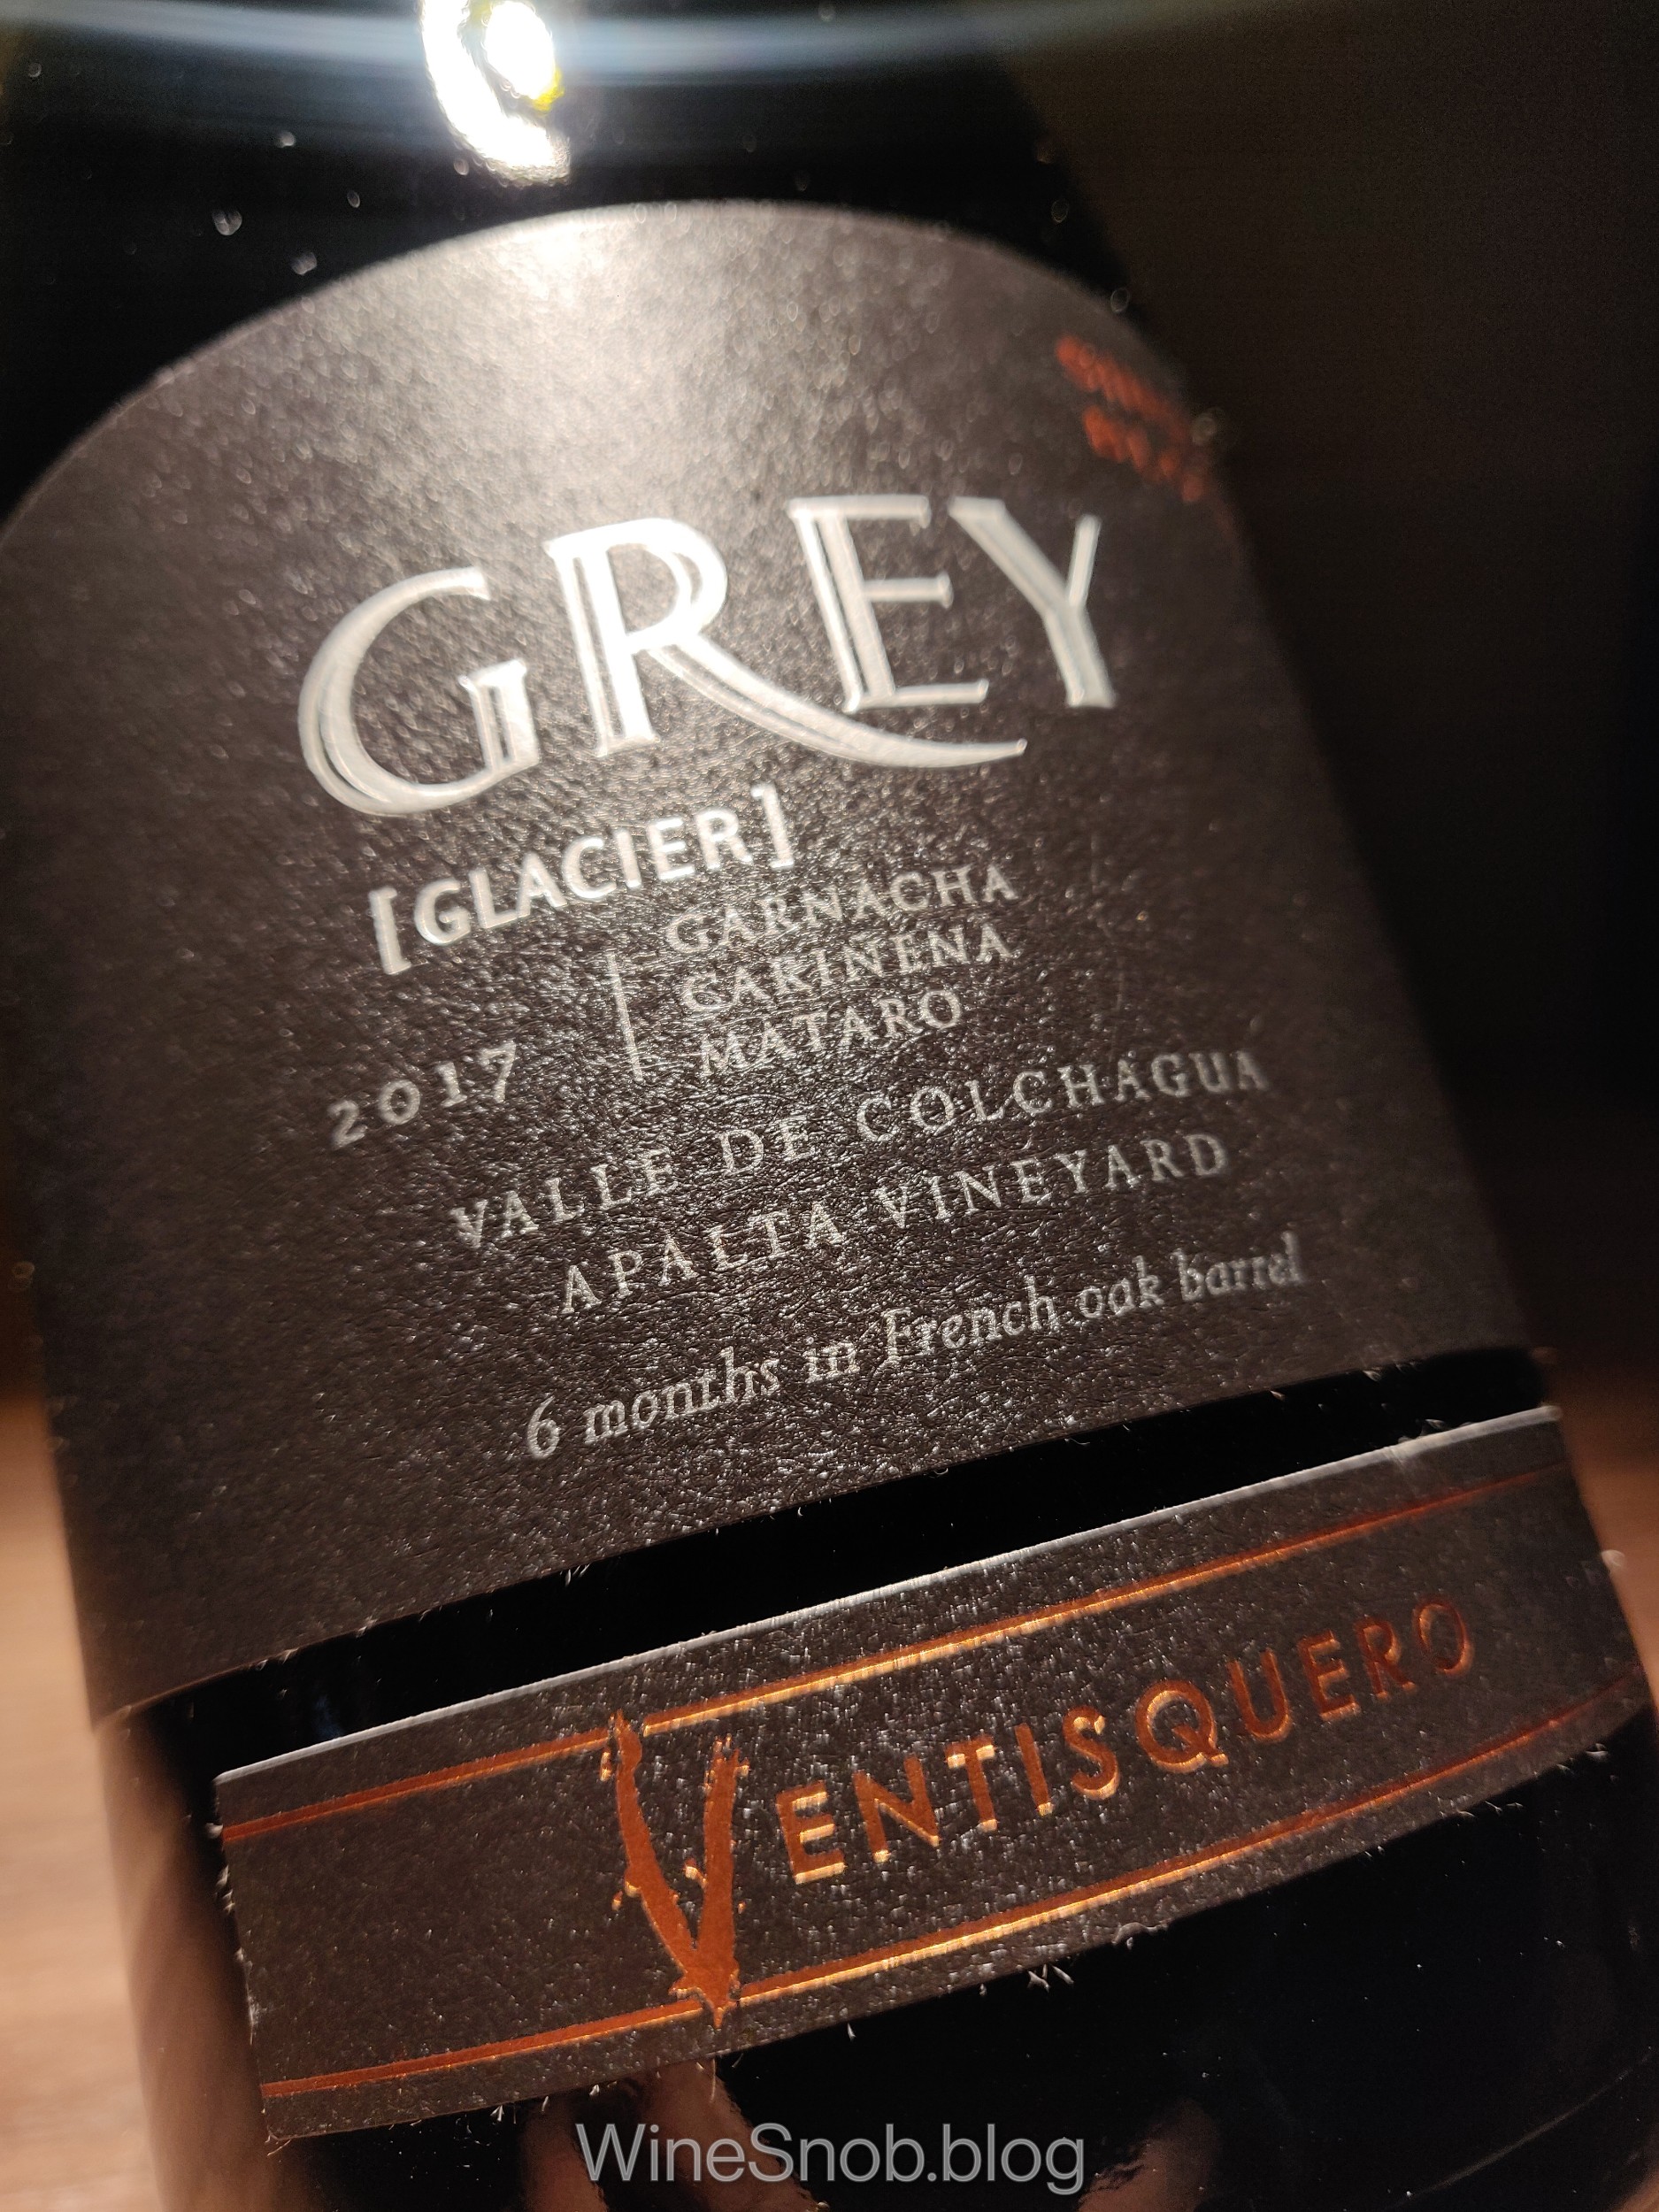 GREY
[GLACIER]
GARNACHA
CARIÑENA
MATARO
2017
VALLE DE COLCHAGUA
APALTA VINEYARD
6 months in French oak barrel
VENTISQUERO
WineSnob.blog